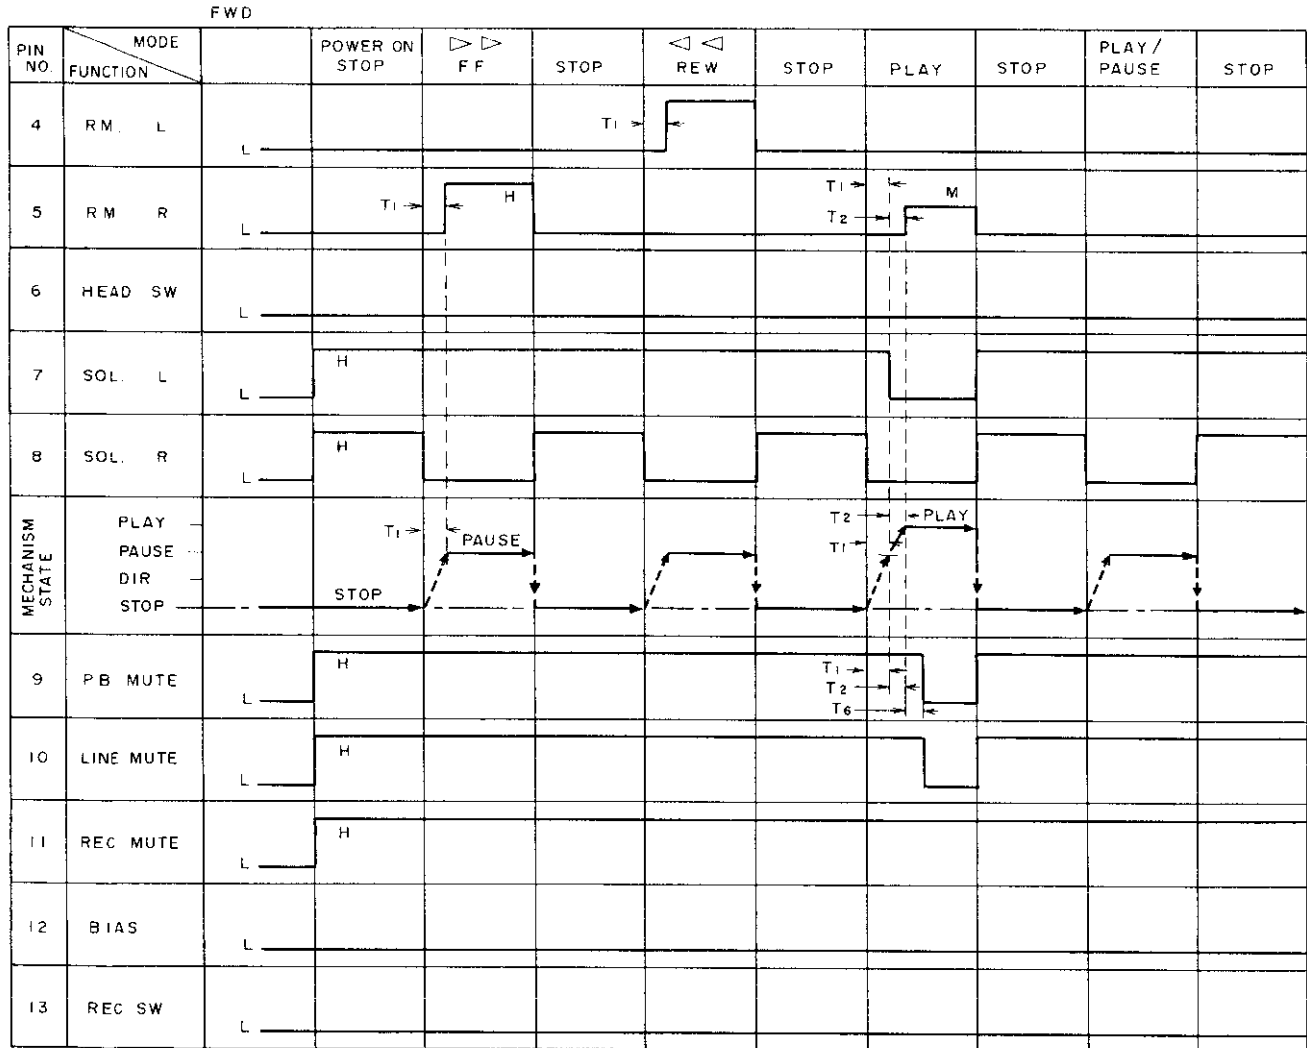 FWD
PIN NO. MODE FUNCTION POWER ON STOP ▷ ▷ FF STOP ◁ ◁ REW STOP PLAY STOP PLAY/ PAUSE STOP
4 RM. L L T1
5 RM R L T1 H T1 T2 M
6 HEAD SW L
7 SOL. L L H
8 SOL. R L H
MECHANISM STATE
PLAY T1 T2 PLAY
PAUSE PAUSE T1
DIR
STOP STOP
9 PB MUTE L H T1 T2 T6
10 LINE MUTE L H
11 REC MUTE L H
12 BIAS L
13 REC SW L